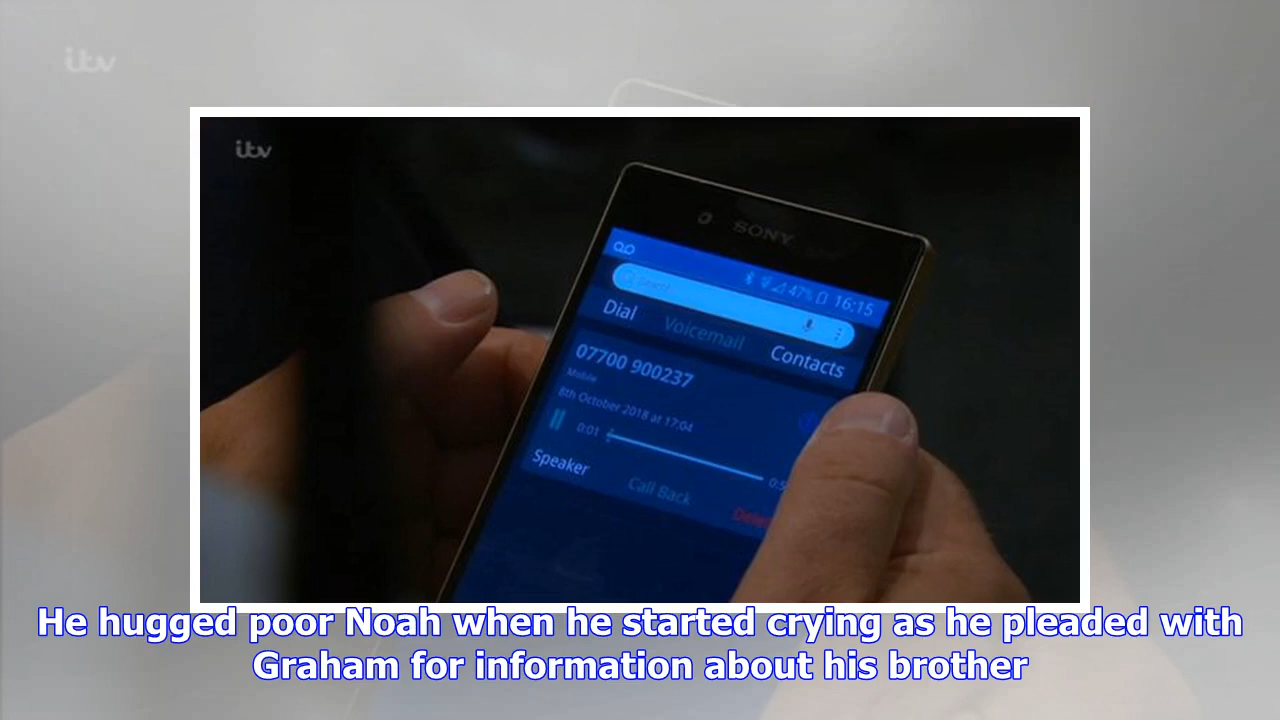 itv
itv
SONY
47% 16:15
Search
Dial Voicemail Contacts
07700 900237
Mobile
8th October 2018 at 17:04
0:01
Speaker Call Back
He hugged poor Noah when he started crying as he pleaded with
Graham for information about his brother